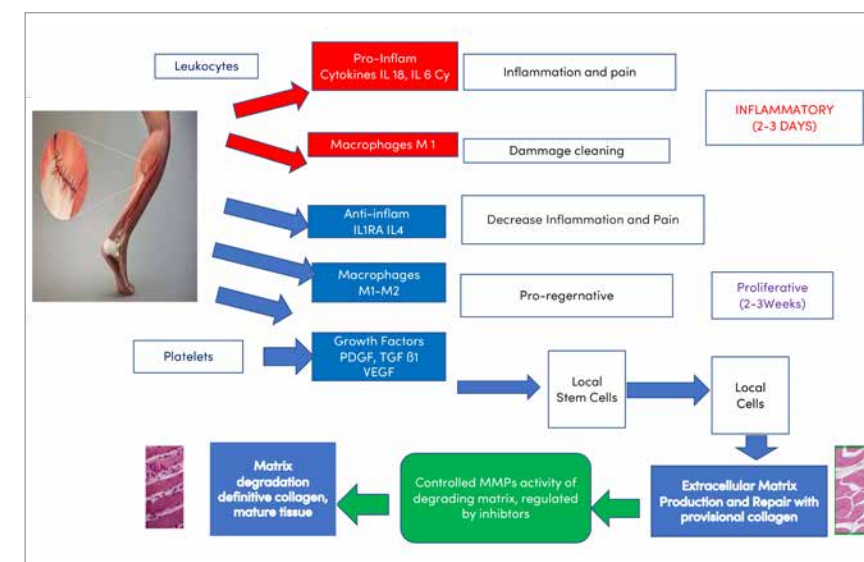 Leukocytes
Pro-Inflam
Cytokines IL 18, IL 6 Cy
Inflammation and pain
INFLAMMATORY
(2-3 DAYS)
Macrophages M 1
Dammage cleaning
Anti-inflam
IL1RA IL4
Decrease Inflammation and Pain
Macrophages
M1-M2
Pro-regernative
Proliferative
(2-3Weeks)
Platelets
Growth Factors
PDGF, TGF ß1
VEGF
Local
Stem Cells
Local
Cells
Matrix
degradation
definitive collagen,
mature tissue
Controlled MMPs activity of
degrading matrix, regulated
by inhibtors
Extracellular Matrix
Production and Repair with
provisional collagen